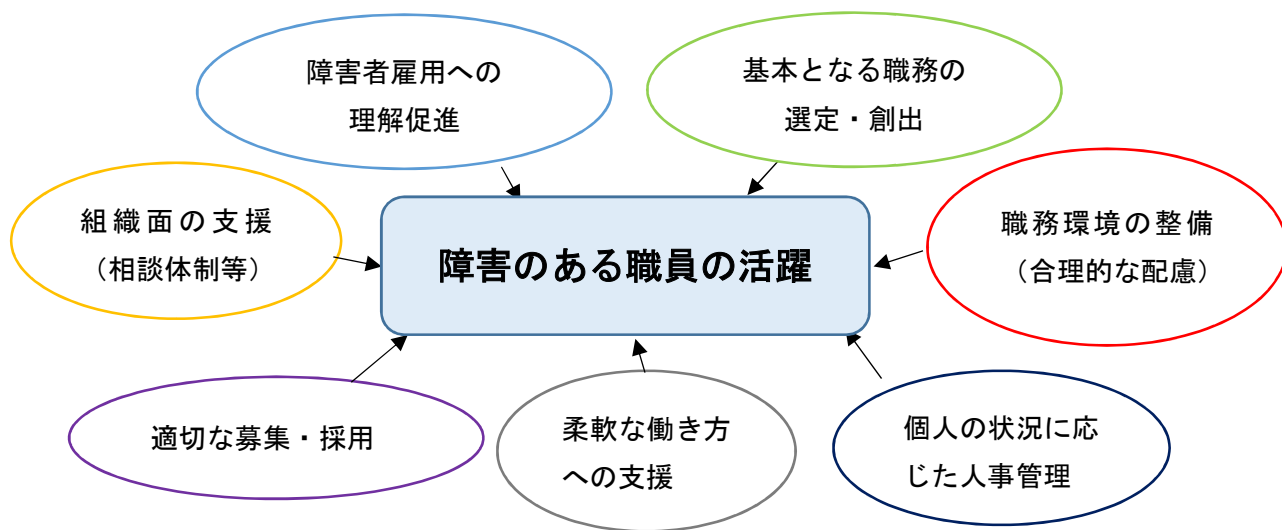 障害者雇用への
理解促進
基本となる職務の
選定・創出
組織面の支援
（相談体制等）
障害のある職員の活躍
職務環境の整備
（合理的な配慮）
適切な募集・採用
柔軟な働き方
への支援
個人の状況に応
じた人事管理